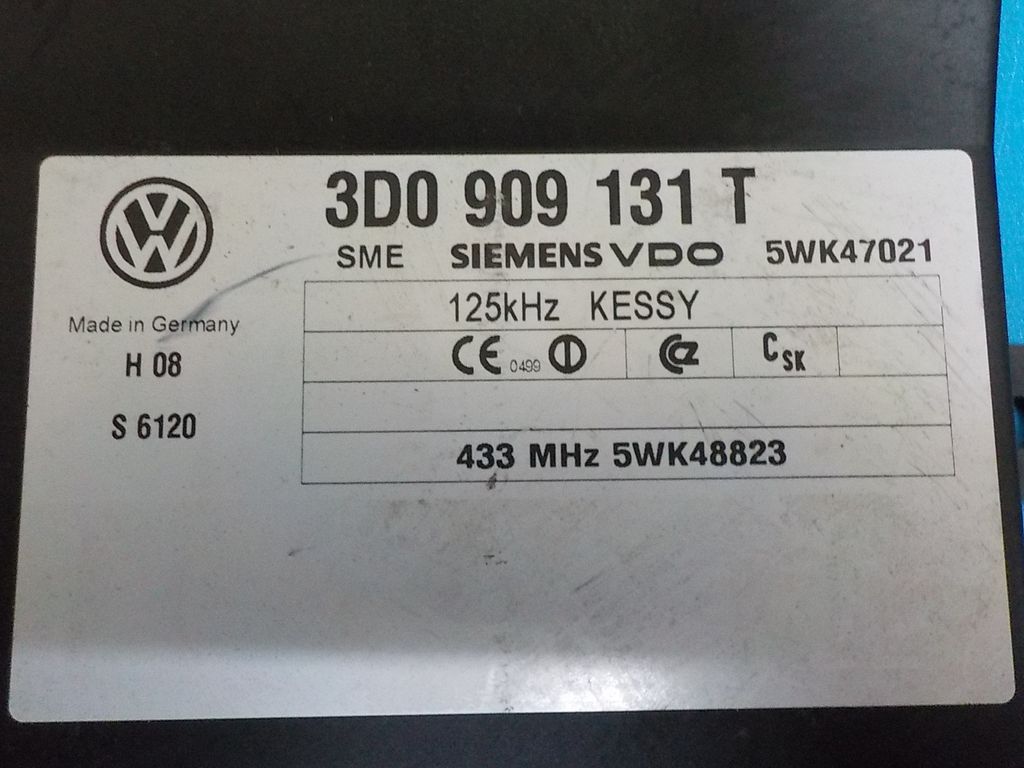 3D0 909 131 T
SME SIEMENS VDO 5WK47021
125kHz KESSY
Made in Germany
H 08
CE 0499 CSK
S 6120
433 MHz 5WK48823